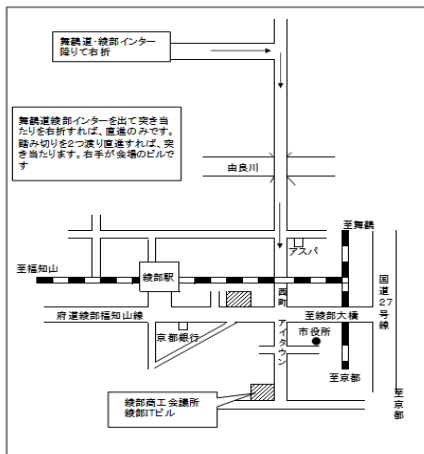 舞鶴道・綾部インター
降りて右折
舞鶴道綾部インターを出て突き当
たりを右折すれば、直進のみです。
踏み切りを2つ渡り直進すれば、突
き当たります。右手が会場のビルで
す
由良川
至舞鶴
アスパ
至福知山
綾部駅
国道27号線
西町アイタウン
府道綾部福知山線
至綾部大橋
京都銀行
市役所
至京都
至京都
綾部商工会議所
綾部ITビル